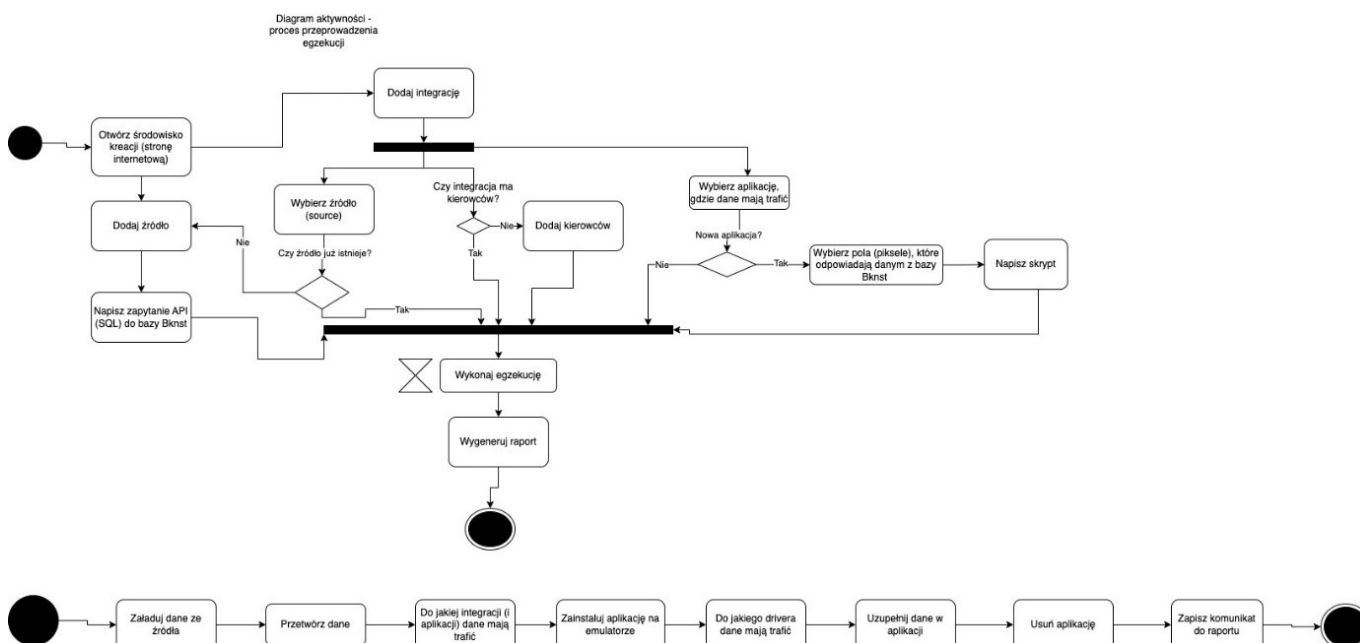 Diagram aktywności -
proces przeprowadzenia
egzekucji
Dodaj integrację
Otwórz środowisko
kreacji (stronę
internetową)
Wybierz źródło
(source)
Czy integracja ma
kierowców?
Wybierz aplikację,
gdzie dane mają trafić
Dodaj źródło
Nie
Czy źródło już istnieje?
Nie
Dodaj kierowców
Tak
Nowa aplikacja?
Nie
Tak
Wybierz pola (piksele), które
odpowiadają danym z bazy
Bknst
Napisz skrypt
Napisz zapytanie API
(SQL) do bazy Bknst
Tak
Wykonaj egzekucję
Wygeneruj raport
Załaduj dane ze
źródła
Przetwórz dane
Do jakiej integracji (i
aplikacji) dane mają
trafić
Zainstaluj aplikację na
emulatorze
Do jakiego drivera
dane mają trafić
Uzupełnij dane w
aplikacji
Usuń aplikację
Zapisz komunikat
do raportu